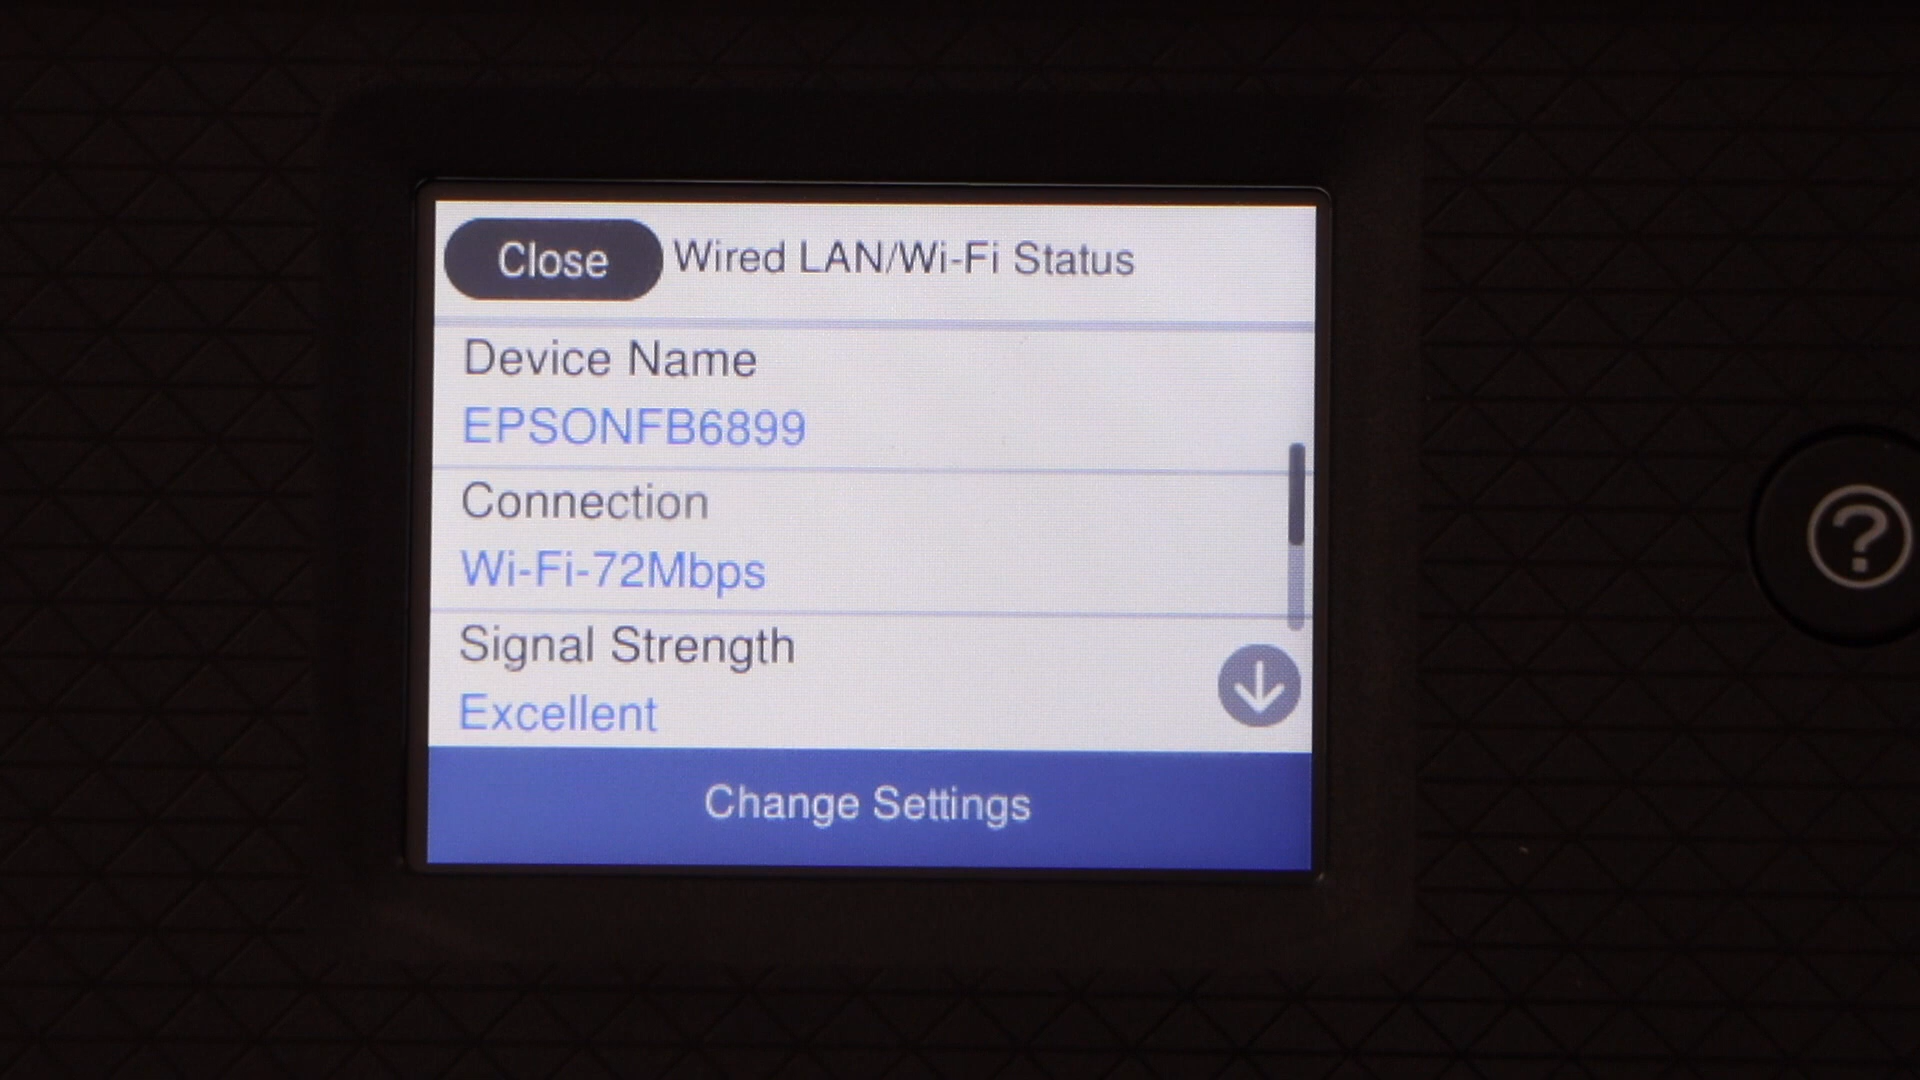 Close Wired LAN/Wi-Fi Status
Device Name
EPSONFB6899
Connection
Wi-Fi-72Mbps
Signal Strength
Excellent
Change Settings
?